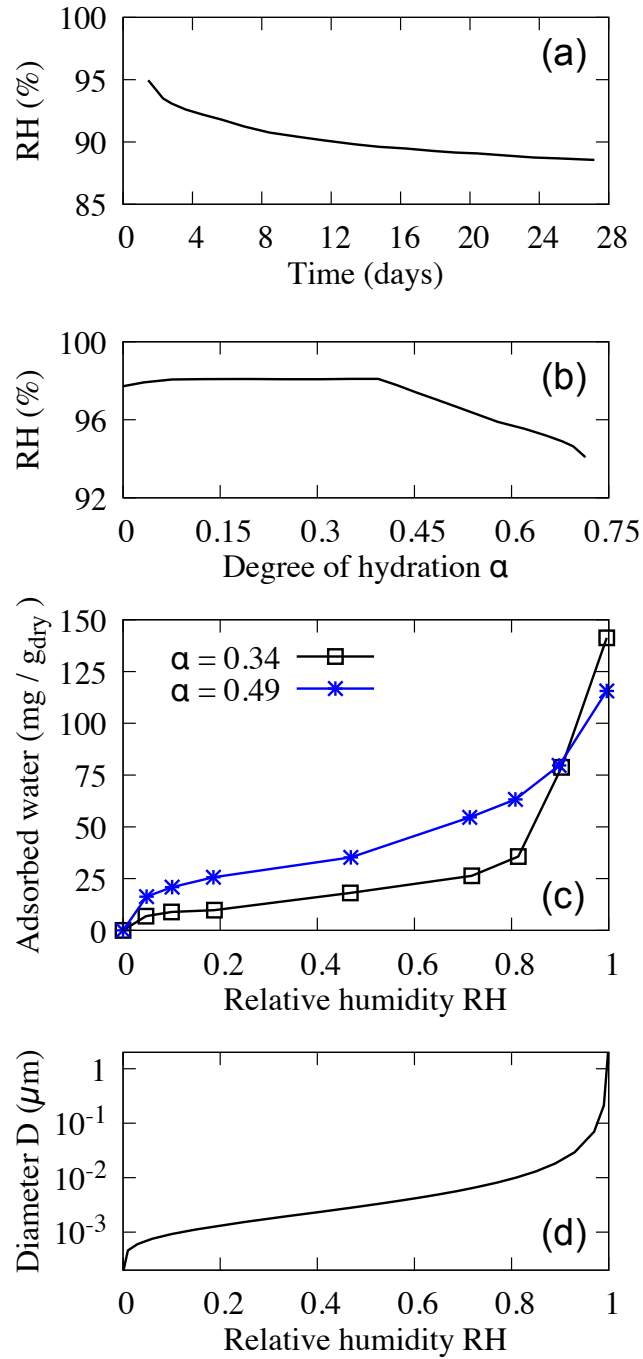 100
(a)
95
90
85
RH (%)
0 4 8 12 16 20 24 28
Time (days)
100
(b)
96
92
RH (%)
0 0.15 0.3 0.45 0.6 0.75
Degree of hydration α
150
α = 0.34
α = 0.49
125
100
75
50
25
(c)
0
Adsorbed water (mg / g_dry)
0 0.2 0.4 0.6 0.8 1
Relative humidity RH
1
10⁻¹
10⁻²
10⁻³
(d)
Diameter D (μm)
0 0.2 0.4 0.6 0.8 1
Relative humidity RH